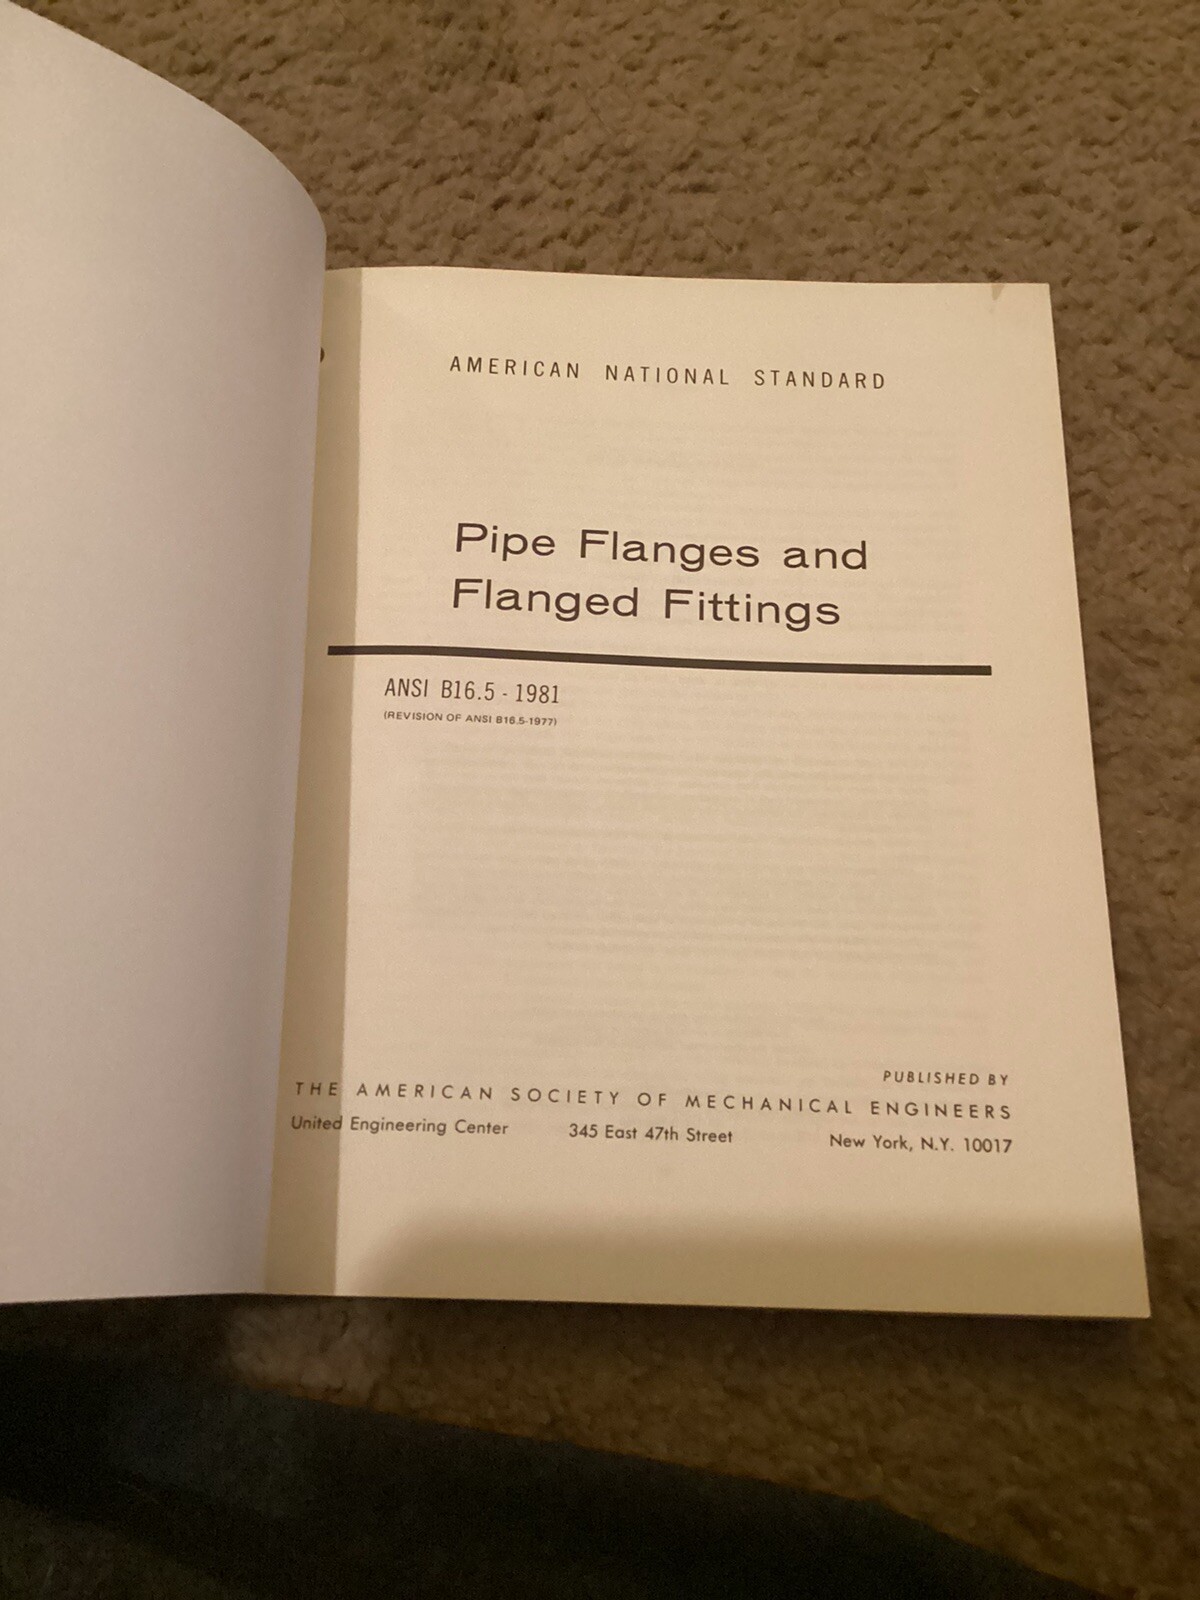 AMERICAN NATIONAL STANDARD
Pipe Flanges and
Flanged Fittings
ANSI B16.5 - 1981
(REVISION OF ANSI B16.5-1977)
PUBLISHED BY
THE AMERICAN SOCIETY OF MECHANICAL ENGINEERS
United Engineering Center 345 East 47th Street New York, N.Y. 10017